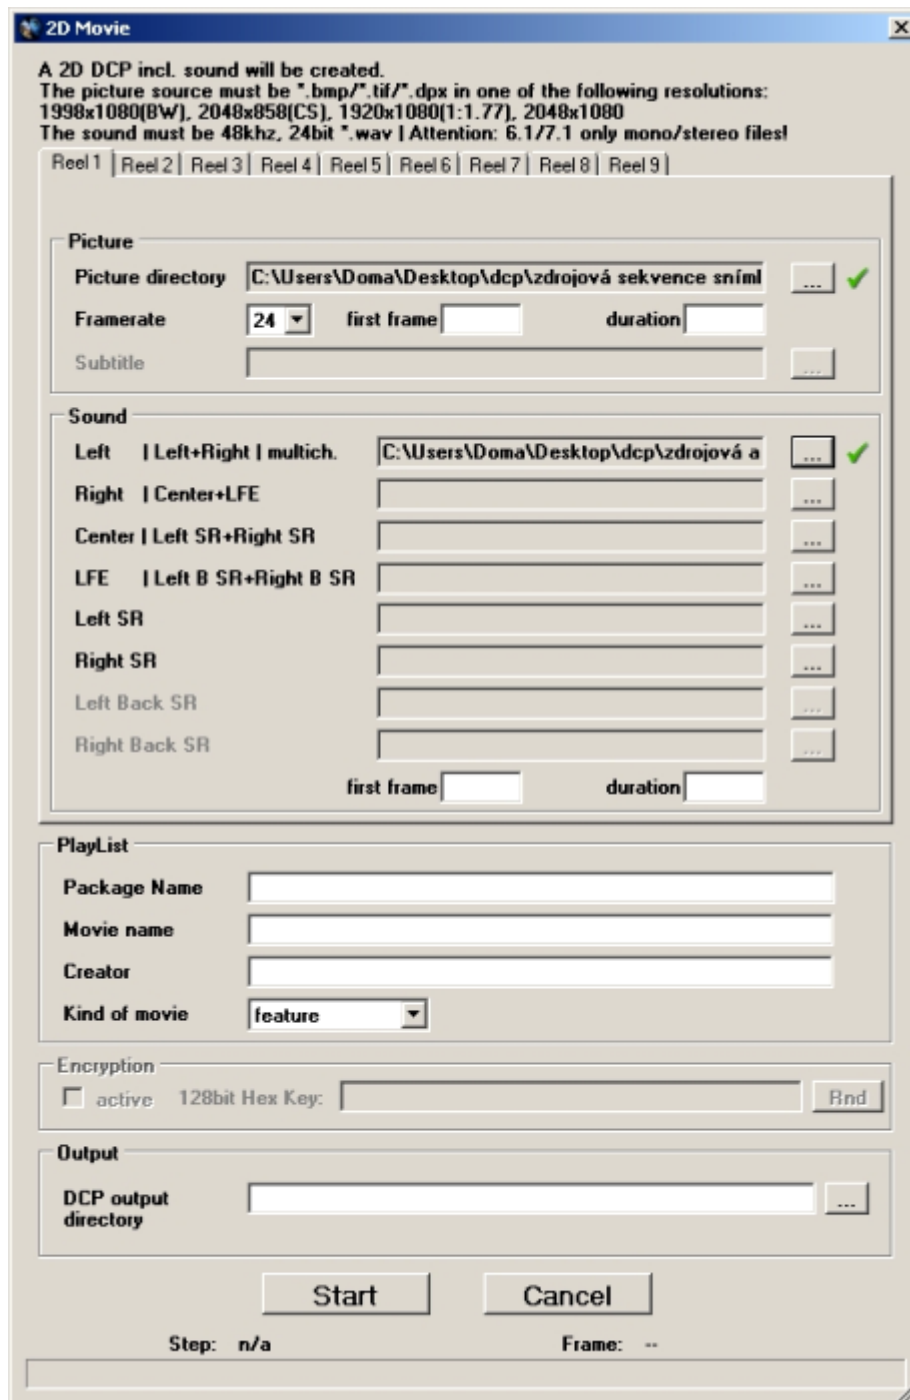 2D Movie
A 2D DCP incl. sound will be created.
The picture source must be *.bmp/*.tif/*.dpx in one of the following resolutions:
1998x1080(BW), 2048x858(CS), 1920x1080(1:1.77), 2048x1080
The sound must be 48khz, 24bit *.wav | Attention: 6.1/7.1 only mono/stereo files!
Reel 1 | Reel 2 | Reel 3 | Reel 4 | Reel 5 | Reel 6 | Reel 7 | Reel 8 | Reel 9 |
Picture
Picture directory C:\Users\Doma\Desktop\dcp\zdrojová sekvence ...
Framerate 24 first frame duration
Subtitle ...
Sound
Left | Left+Right | multich. C:\Users\Doma\Desktop\dcp\zdrojová a ...
Right | Center+LFE ...
Center | Left SR+Right SR ...
LFE | Left B SR+Right B SR ...
Left SR ...
Right SR ...
Left Back SR ...
Right Back SR ...
first frame duration
PlayList
Package Name
Movie name
Creator
Kind of movie feature
Encryption
active 128bit Hex Key: Rnd
Output
DCP output ...
directory
Start Cancel
Step: n/a Frame: --